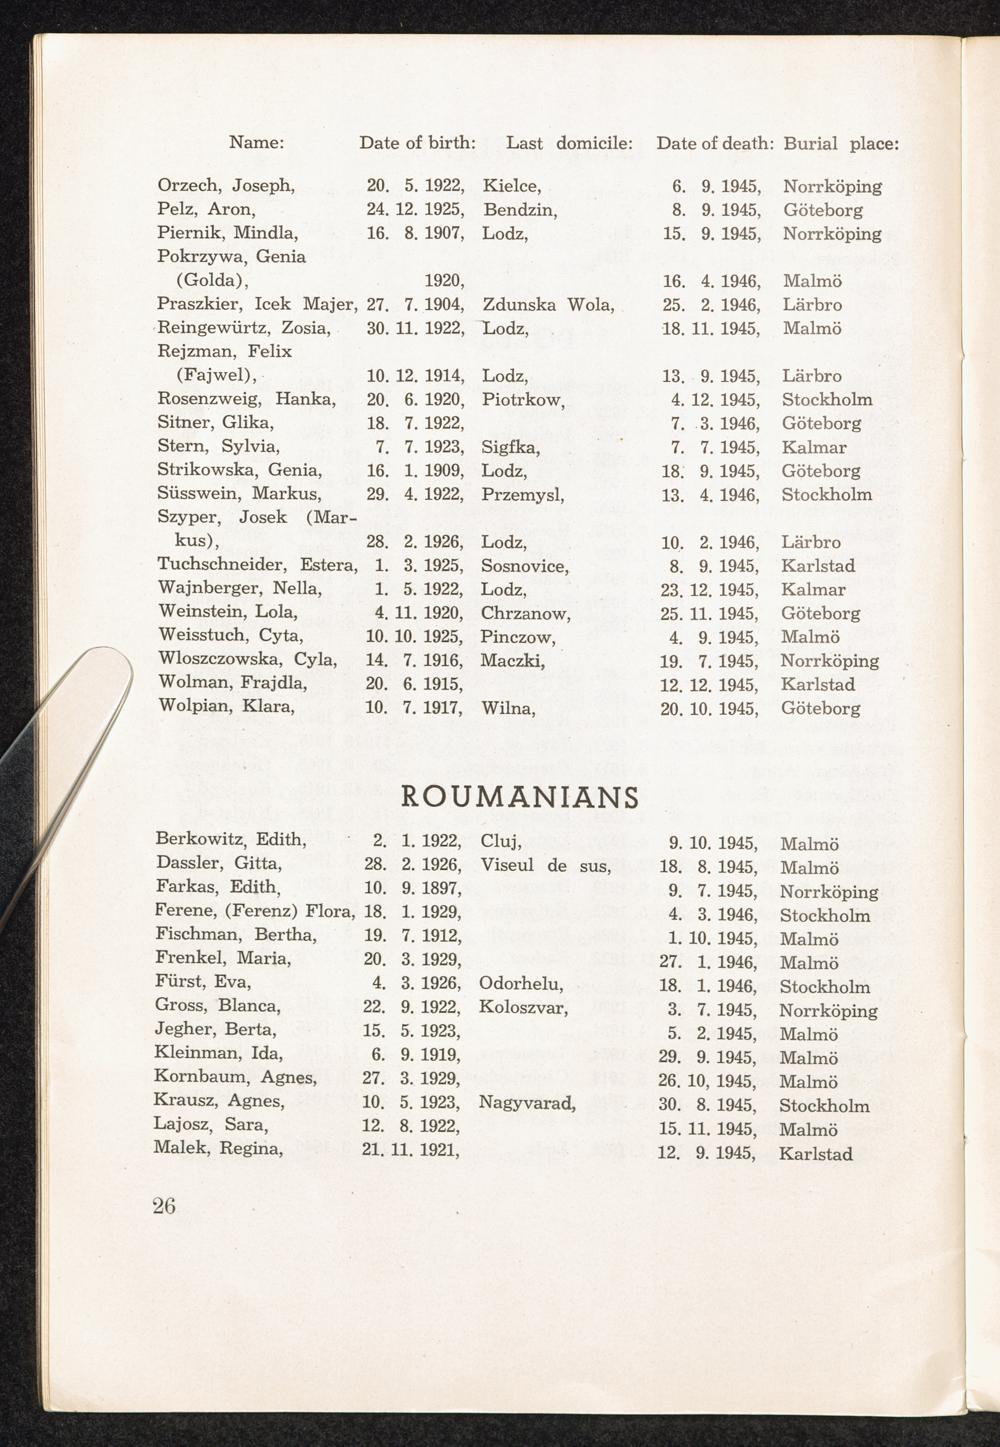 Name: Date of birth: Last domicile: Date of death: Burial place:
Orzech, Joseph, 20. 5. 1922, Kielce, 6. 9. 1945, Norrköping
Pelz, Aron, 24. 12. 1925, Bendzin, 8. 9. 1945, Göteborg
Piernik, Mindla, 16. 8. 1907, Lodz, 15. 9. 1945, Norrköping
Pokrzywa, Genia
(Golda), 1920, 16. 4. 1946, Malmö
Praszkier, Icek Majer, 27. 7. 1904, Zdunska Wola, 25. 2. 1946, Lärbro
Reingewürtz, Zosia, 30. 11. 1922, Lodz, 18. 11. 1945, Malmö
Rejzman, Felix
(Fajwel), 10. 12. 1914, Lodz, 13. 9. 1945, Lärbro
Rosenzweig, Hanka, 20. 6. 1920, Piotrkow, 4. 12. 1945, Stockholm
Sitner, Glika, 18. 7. 1922, 7. 3. 1946, Göteborg
Stern, Sylvia, 7. 7. 1923, Sigfka, 7. 7. 1945, Kalmar
Strikowska, Genia, 16. 1. 1909, Lodz, 18. 9. 1945, Göteborg
Süsswein, Markus, 29. 4. 1922, Przemysl, 13. 4. 1946, Stockholm
Szyper, Josek (Mar-
kus), 28. 2. 1926, Lodz, 10. 2. 1946, Lärbro
Tuchschneider, Estera, 1. 3. 1925, Sosnovice, 8. 9. 1945, Karlstad
Wajnberger, Nella, 1. 5. 1922, Lodz, 23. 12. 1945, Kalmar
Weinstein, Lola, 4. 11. 1920, Chrzanow, 25. 11. 1945, Göteborg
Weisstuch, Cyta, 10. 10. 1925, Pinczow, 4. 9. 1945, Malmö
Wloszczowska, Cyla, 14. 7. 1916, Maczki, 19. 7. 1945, Norrköping
Wolman, Frajdla, 20. 6. 1915, 12. 12. 1945, Karlstad
Wolpian, Klara, 10. 7. 1917, Wilna, 20. 10. 1945, Göteborg
ROUMANIANS
Berkowitz, Edith, 2. 1. 1922, Cluj, 9. 10. 1945, Malmö
Dassler, Gitta, 28. 2. 1926, Viseul de sus, 18. 8. 1945, Malmö
Farkas, Edith, 10. 9. 1897, 9. 7. 1945, Norrköping
Ferene, (Ferenz) Flora, 18. 1. 1929, 4. 3. 1946, Stockholm
Fischman, Bertha, 19. 7. 1912, 1. 10. 1945, Malmö
Frenkel, Maria, 20. 3. 1929, 27. 1. 1946, Malmö
Fürst, Eva, 4. 3. 1926, Odorhelu, 18. 1. 1946, Stockholm
Gross, Blanca, 22. 9. 1922, Koloszvar, 3. 7. 1945, Norrköping
Jegher, Berta, 15. 5. 1923, 5. 2. 1945, Malmö
Kleinman, Ida, 6. 9. 1919, 29. 9. 1945, Malmö
Kornbaum, Agnes, 27. 3. 1929, 26. 10, 1945, Malmö
Krausz, Agnes, 10. 5. 1923, Nagyvarad, 30. 8. 1945, Stockholm
Lajosz, Sara, 12. 8. 1922, 15. 11. 1945, Malmö
Malek, Regina, 21. 11. 1921, 12. 9. 1945, Karlstad
26